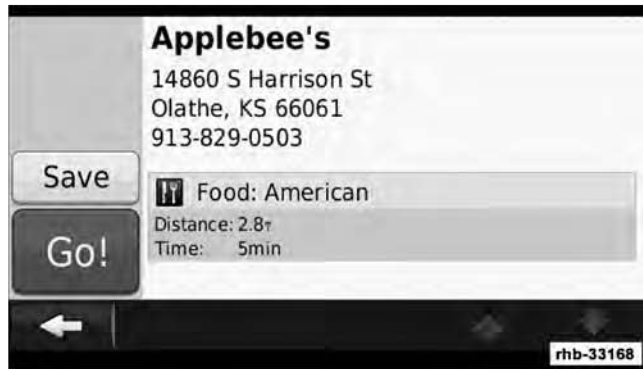 Applebee's
14860 S Harrison St
Olathe, KS 66061
913-829-0503
Save
Food: American
Distance: 2.8
Time: 5min
Go!
rhb-33168